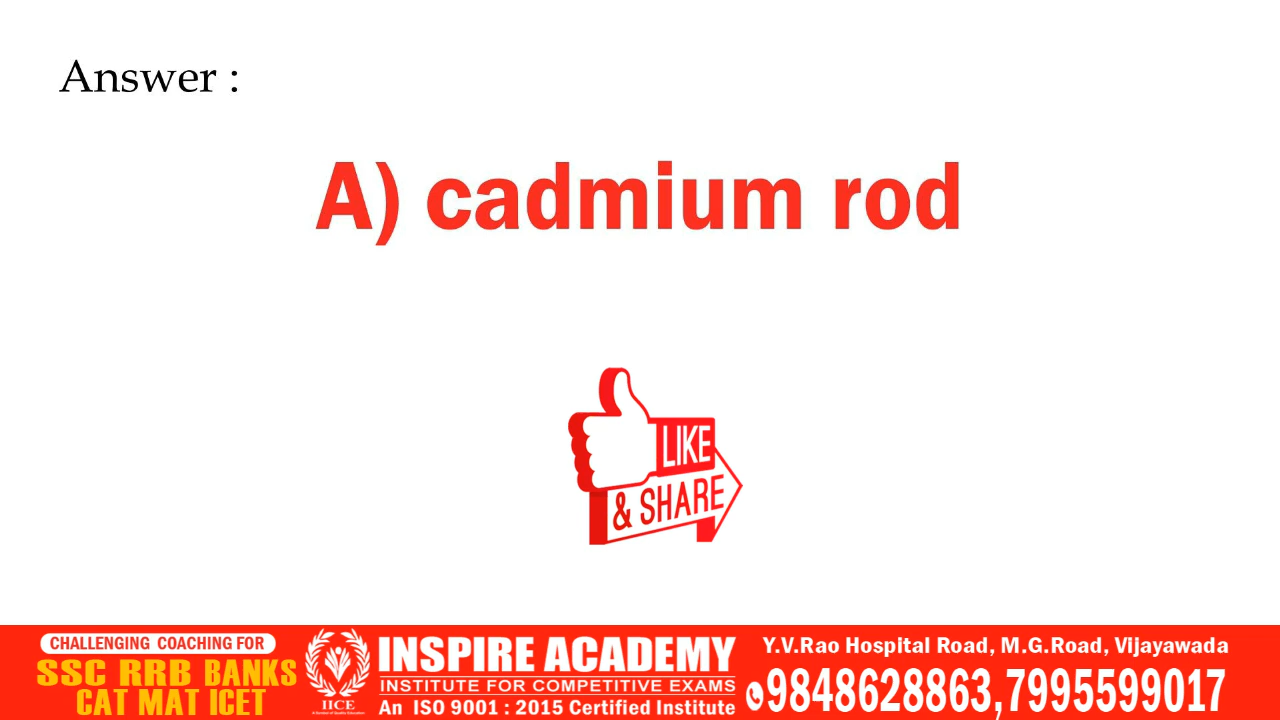 Answer :
A) cadmium rod
LIKE
& SHARE
CHALLENGING COACHING FOR
SSC RRB BANKS
CAT MAT ICET
IICE
INSPIRE ACADEMY
INSTITUTE FOR COMPETITIVE EXAMS
An ISO 9001 : 2015 Certified Institute
Y.V.Rao Hospital Road, M.G.Road, Vijayawada
9848628863,7995599017